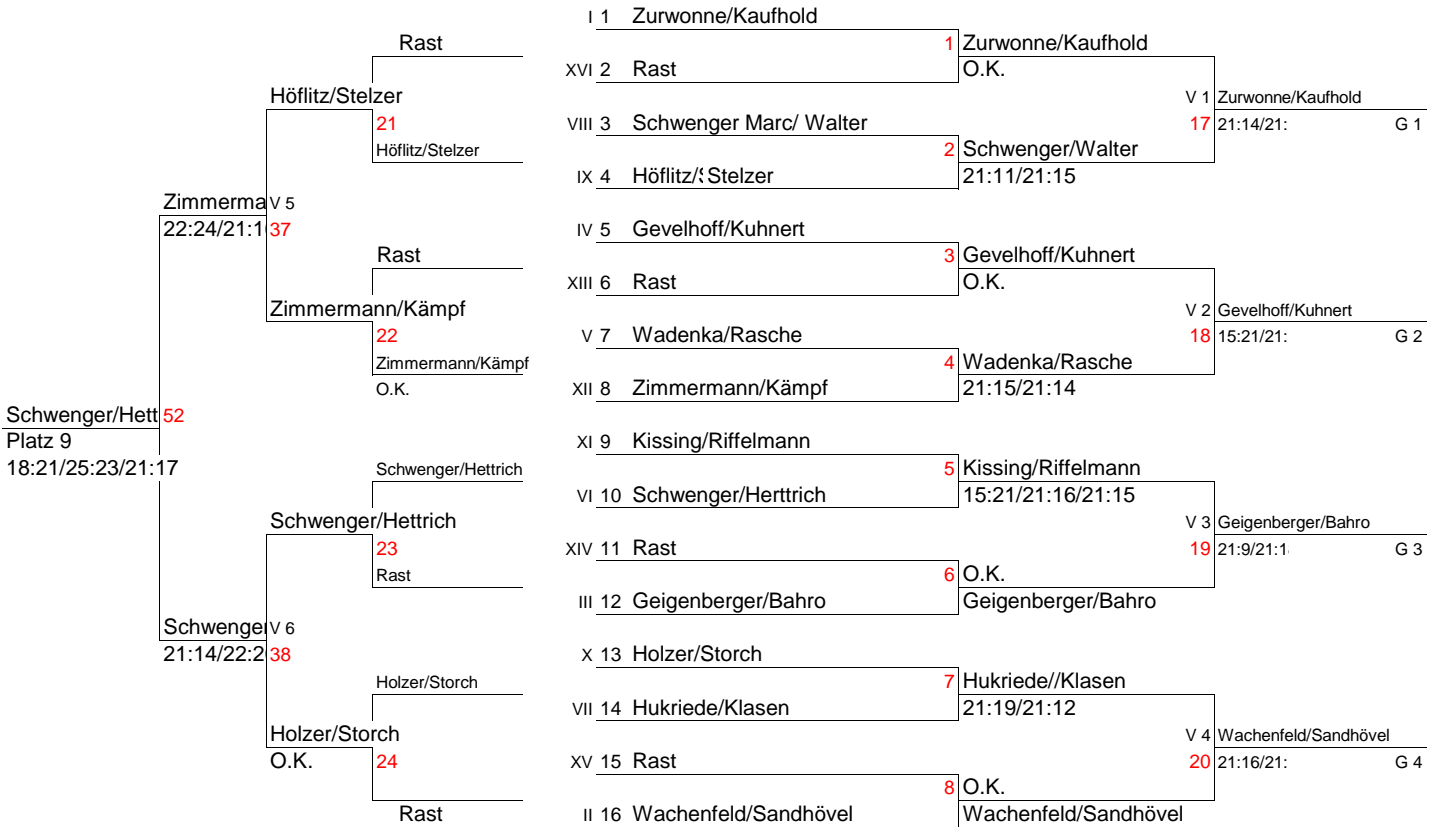 I 1 Zurwonne/Kaufhold
Rast 1 Zurwonne/Kaufhold
XVI 2 Rast O.K.
Höflitz/Stelzer V 1 Zurwonne/Kaufhold
21 VIII 3 Schwenger Marc/ Walter 17 21:14/21: G 1
Höflitz/Stelzer 2 Schwenger/Walter
IX 4 Höflitz/ Stelzer 21:11/21:15
Zimmerma V 5
22:24/21:1 37 IV 5 Gevelhoff/Kuhnert
Rast 3 Gevelhoff/Kuhnert
XIII 6 Rast O.K.
Zimmermann/Kämpf V 2 Gevelhoff/Kuhnert
22 V 7 Wadenka/Rasche 18 15:21/21: G 2
Zimmermann/Kämpf 4 Wadenka/Rasche
O.K. XII 8 Zimmermann/Kämpf 21:15/21:14
Schwenger/Hett 52
Platz 9 XI 9 Kissing/Riffelmann
18:21/25:23/21:17 Schwenger/Hettrich 5 Kissing/Riffelmann
VI 10 Schwenger/Herttrich 15:21/21:16/21:15
Schwenger/Hettrich V 3 Geigenberger/Bahro
23 XIV 11 Rast 19 21:9/21:1 G 3
Rast 6 O.K.
III 12 Geigenberger/Bahro Geigenberger/Bahro
Schwenge V 6
21:14/22:2 38 X 13 Holzer/Storch
Holzer/Storch 7 Hukriede//Klasen
VII 14 Hukriede/Klasen 21:19/21:12
Holzer/Storch V 4 Wachenfeld/Sandhövel
O.K. 24 XV 15 Rast 20 21:16/21: G 4
8 O.K.
Rast II 16 Wachenfeld/Sandhövel Wachenfeld/Sandhövel